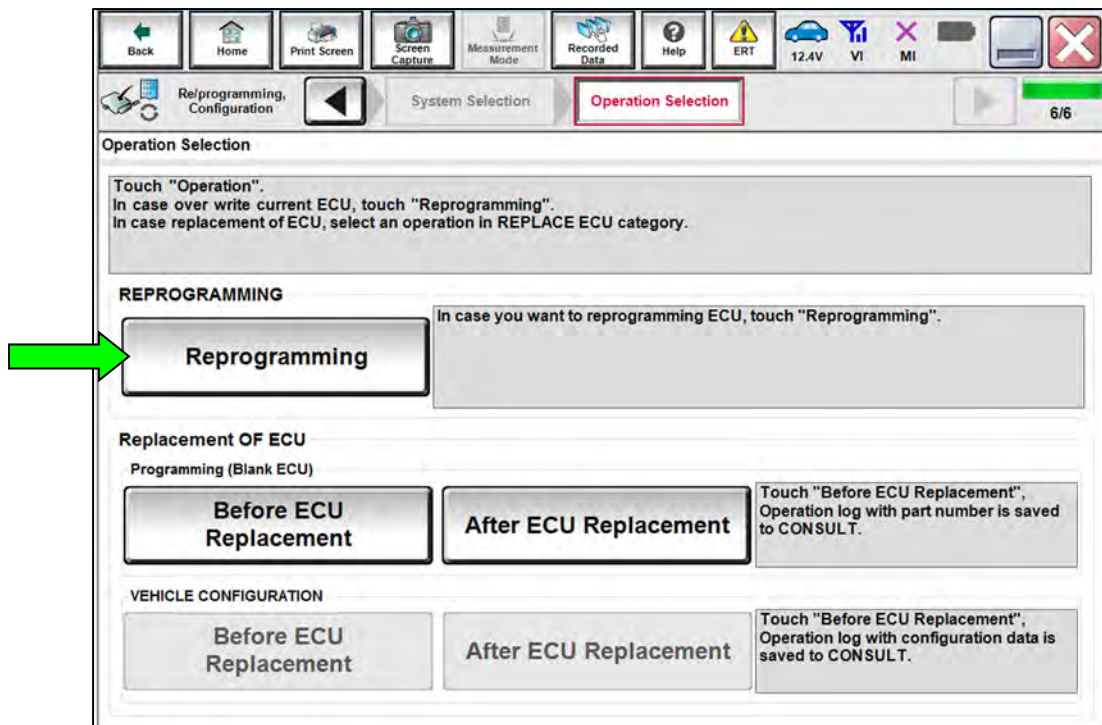 Back
Home
Print Screen
Screen
Capture
Measurement
Mode
Recorded
Data
Help
ERT
12.4V
VI
MI
Re/programming,
Configuration
System Selection
Operation Selection
6/6
Operation Selection
Touch "Operation".
In case over write current ECU, touch "Reprogramming".
In case replacement of ECU, select an operation in REPLACE ECU category.
REPROGRAMMING
Reprogramming
In case you want to reprogramming ECU, touch "Reprogramming".
Replacement OF ECU
Programming (Blank ECU)
Before ECU
Replacement
After ECU Replacement
Touch "Before ECU Replacement",
Operation log with part number is saved
to CONSULT.
VEHICLE CONFIGURATION
Before ECU
Replacement
After ECU Replacement
Touch "Before ECU Replacement",
Operation log with configuration data is
saved to CONSULT.